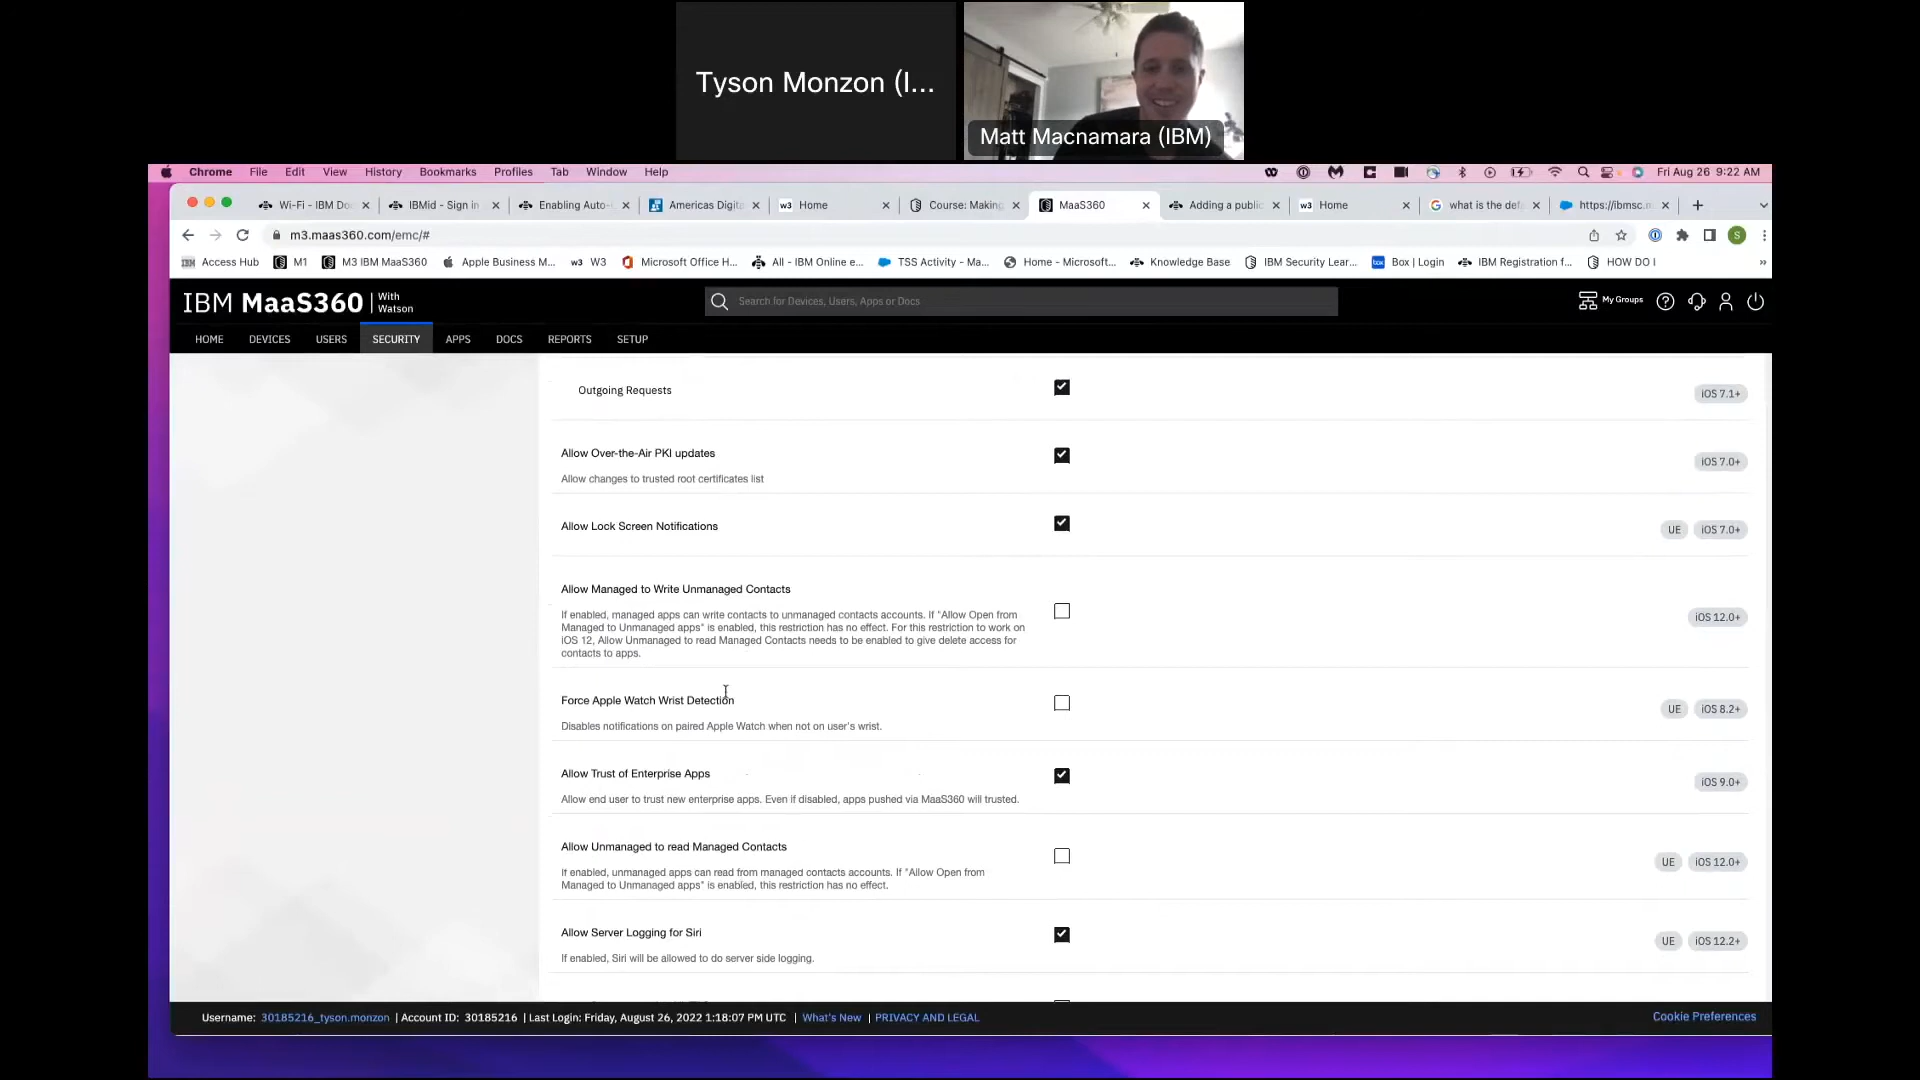 Tyson Monzon (I...
Matt Macnamara (IBM)
Chrome File Edit View History Bookmarks Profiles Tab Window Help Fri Aug 26 9:22 AM
Wi-Fi - IBM Do IBMid - Sign in Enabling Auto- Americas Digit w3 Home Course: Making MaaS360 Adding a public w3 Home what is the def https://ibmsc.m
m3.maas360.com/emc/# S
IBM Access Hub M1 M3 IBM MaaS360 Apple Business M... w3 W3 Microsoft Office H... All - IBM Online e... TSS Activity - Ma... Home - Microsoft... Knowledge Base IBM Security Lear... box Box | Login IBM Registration f... HOW DO I »
IBM MaaS360 | With Watson Search for Devices, Users, Apps or Docs My Groups
HOME DEVICES USERS SECURITY APPS DOCS REPORTS SETUP
Outgoing Requests iOS 7.1+
Allow Over-the-Air PKI updates iOS 7.0+
Allow changes to trusted root certificates list
Allow Lock Screen Notifications UE iOS 7.0+
Allow Managed to Write Unmanaged Contacts
If enabled, managed apps can write contacts to unmanaged contacts accounts. If "Allow Open from
Managed to Unmanaged apps" is enabled, this restriction has no effect. For this restriction to work on
iOS 12, Allow Unmanaged to read Managed Contacts needs to be enabled to give delete access for
contacts to apps.
iOS 12.0+
Force Apple Watch Wrist Detection UE iOS 8.2+
Disables notifications on paired Apple Watch when not on user's wrist.
Allow Trust of Enterprise Apps iOS 9.0+
Allow end user to trust new enterprise apps. Even if disabled, apps pushed via MaaS360 will trusted.
Allow Unmanaged to read Managed Contacts UE iOS 12.0+
If enabled, unmanaged apps can read from managed contacts accounts. If "Allow Open from
Managed to Unmanaged apps" is enabled, this restriction has no effect.
Allow Server Logging for Siri UE iOS 12.2+
If enabled, Siri will be allowed to do server side logging.
Username: 30185216_tyson.monzon | Account ID: 30185216 | Last Login: Friday, August 26, 2022 1:18:07 PM UTC | What's New | PRIVACY AND LEGAL Cookie Preferences